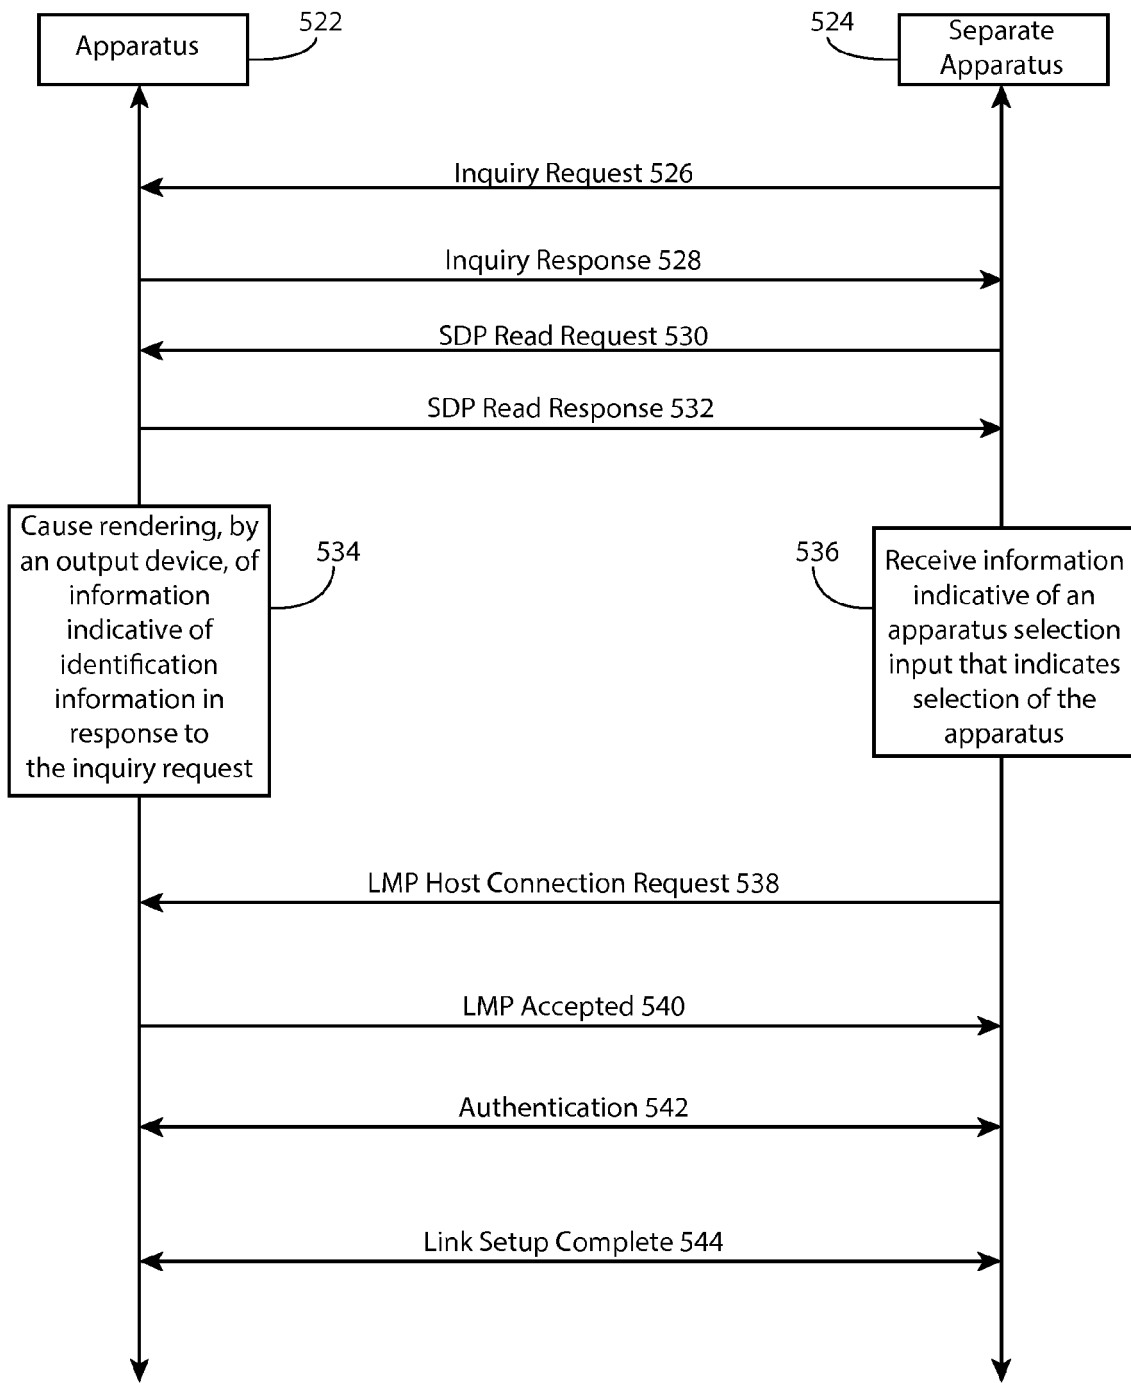 Apparatus
522
524
Separate
Apparatus
Inquiry Request 526
Inquiry Response 528
SDP Read Request 530
SDP Read Response 532
Cause rendering, by
an output device, of
information
indicative of
identification
information in
response to
the inquiry request
534
536
Receive information
indicative of an
apparatus selection
input that indicates
selection of the
apparatus
LMP Host Connection Request 538
LMP Accepted 540
Authentication 542
Link Setup Complete 544